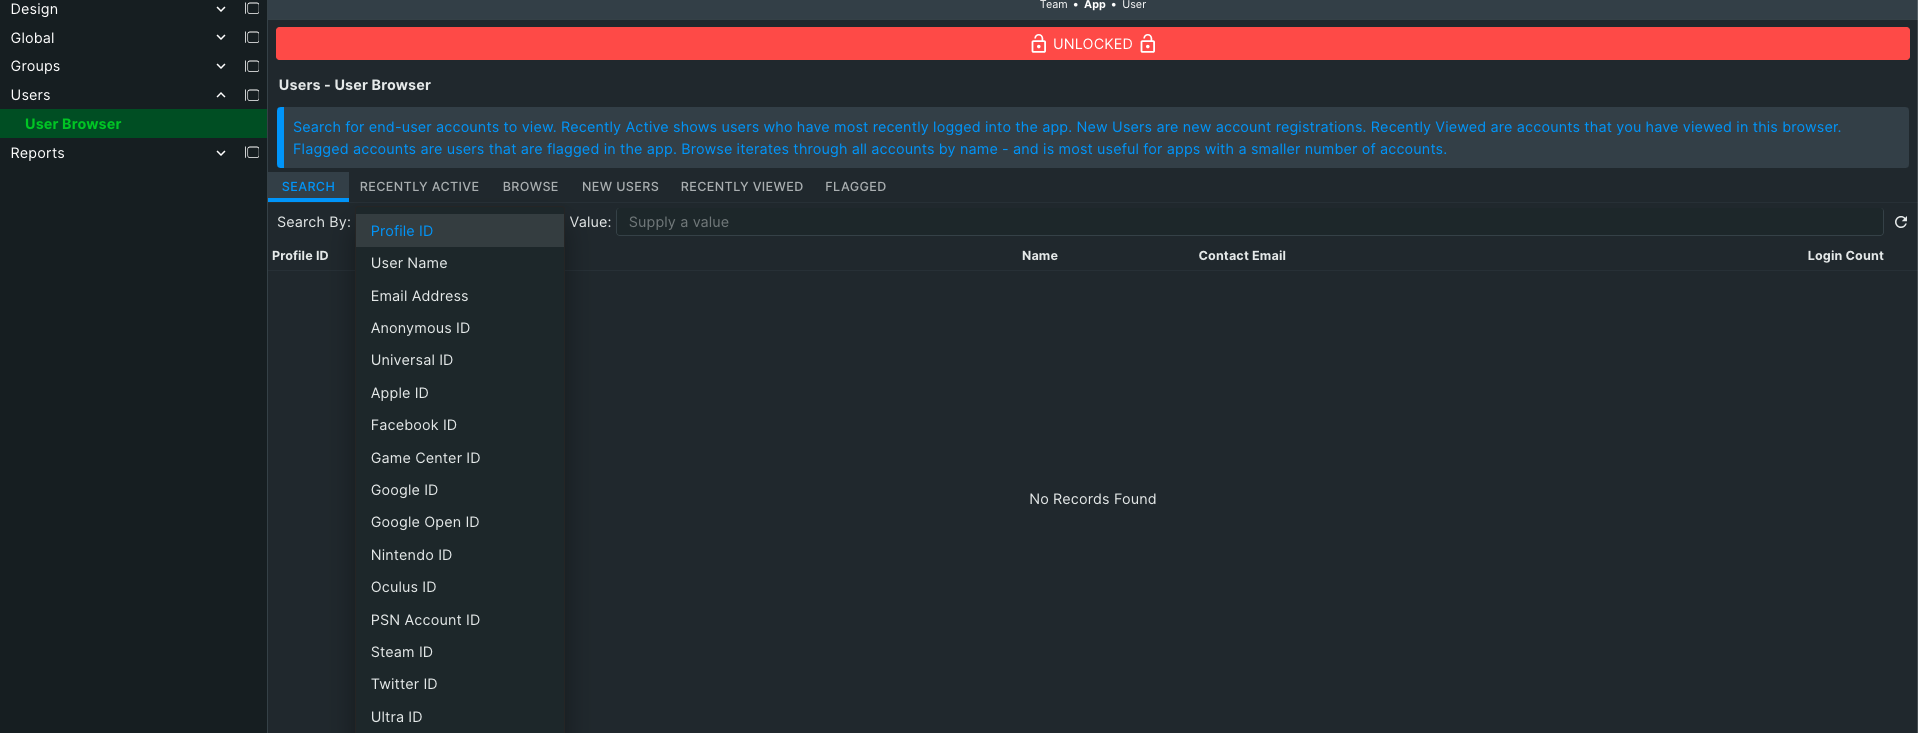 Team • App • User
Design
Global
Groups
Users
User Browser
Reports
UNLOCKED
Users - User Browser
Search for end-user accounts to view. Recently Active shows users who have most recently logged into the app. New Users are new account registrations. Recently Viewed are accounts that you have viewed in this browser.
Flagged accounts are users that are flagged in the app. Browse iterates through all accounts by name - and is most useful for apps with a smaller number of accounts.
SEARCH RECENTLY ACTIVE BROWSE NEW USERS RECENTLY VIEWED FLAGGED
Search By: Value: Supply a value
Profile ID Name Contact Email Login Count
Profile ID
User Name
Email Address
Anonymous ID
Universal ID
Apple ID
Facebook ID
Game Center ID
Google ID
Google Open ID
Nintendo ID
Oculus ID
PSN Account ID
Steam ID
Twitter ID
Ultra ID
No Records Found